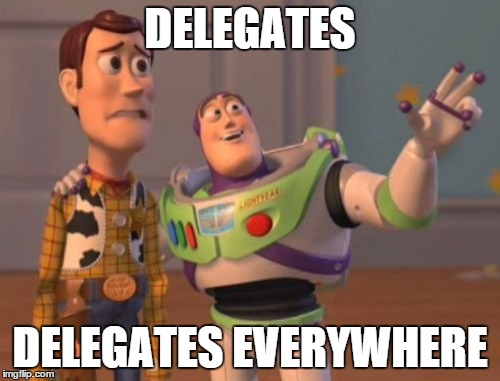 DELEGATES
LIGHTYEAR
DELEGATES EVERYWHERE
imgflip.com